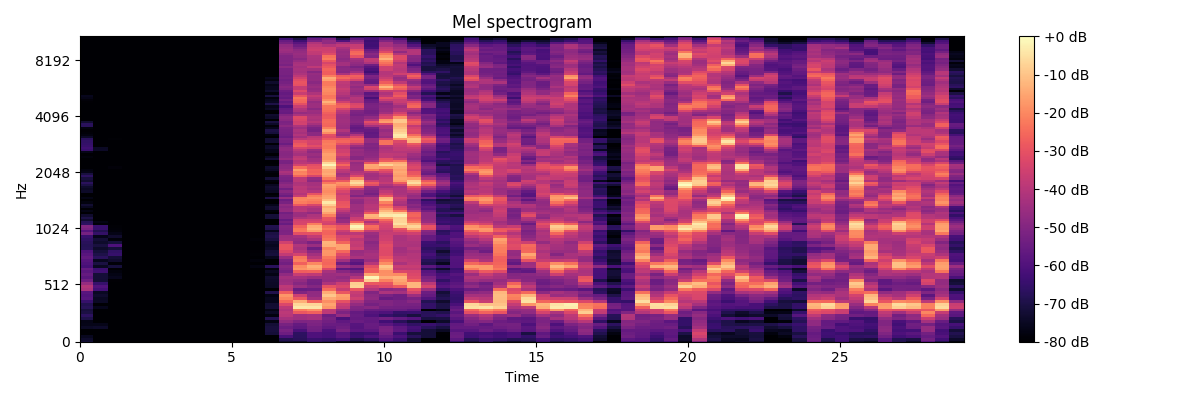 Mel spectrogram
8192
4096
2048
1024
512
0
Hz
0 5 10 15 20 25
Time
+0 dB
-10 dB
-20 dB
-30 dB
-40 dB
-50 dB
-60 dB
-70 dB
-80 dB